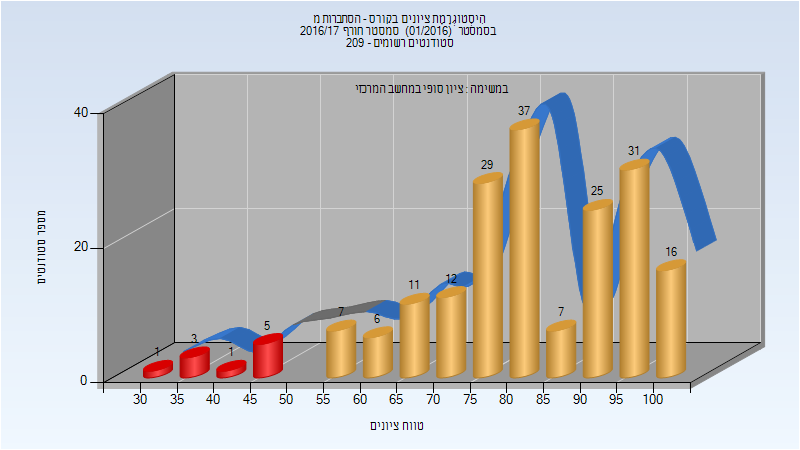 היסטוגרמת ציונים בקורס - הסתברות מ
בסמסטר (01/2016) סמסטר חורף 2016/17
סטודנטים רשומים - 209
במשימה : ציון סופי במחשב המרכזי
מספר סטודנטים
40
20
0
1
3
1
5
7
6
11
12
29
37
7
25
31
16
30 35 40 45 50 55 60 65 70 75 80 85 90 95 100
טווח ציונים